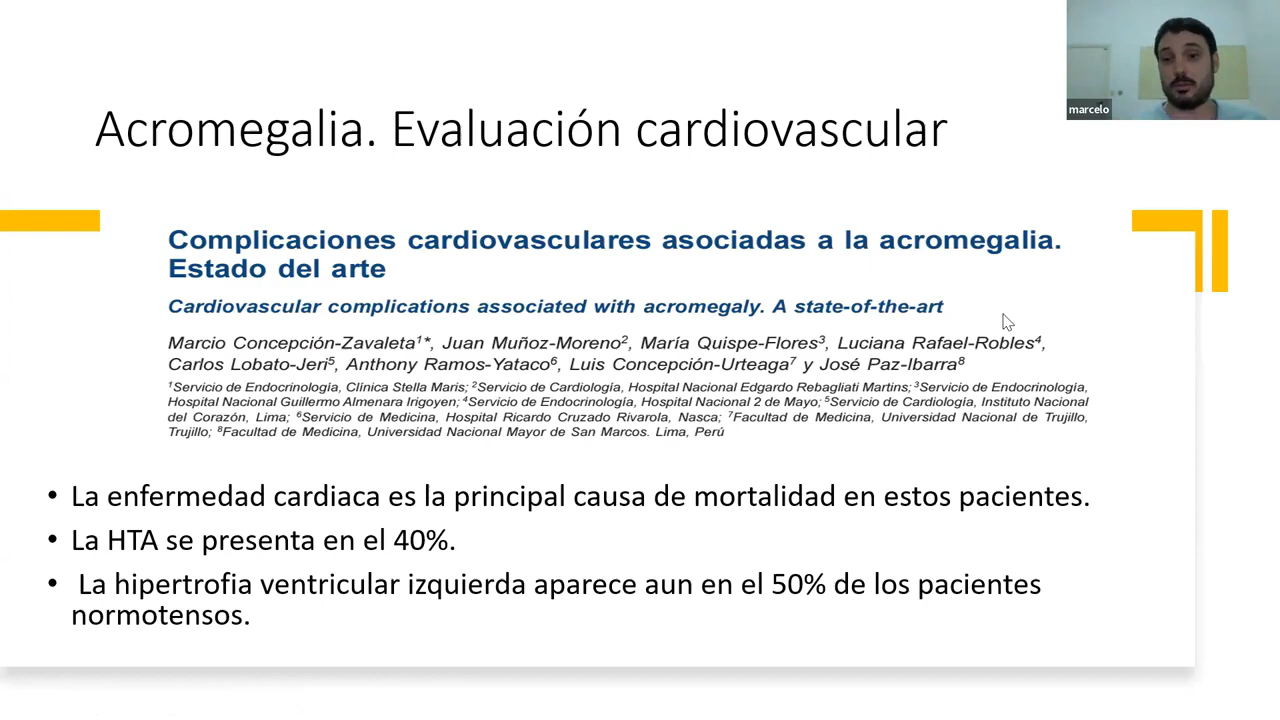 marcelo
Acromegalia. Evaluación cardiovascular
Complicaciones cardiovasculares asociadas a la acromegalia.
Estado del arte
Cardiovascular complications associated with acromegaly. A state-of-the-art
Marcio Concepción-Zavaleta¹*, Juan Muñoz-Moreno², María Quispe-Flores³, Luciana Rafael-Robles⁴,
Carlos Lobato-Jeri⁵, Anthony Ramos-Yataco⁶, Luis Concepción-Urteaga⁷ y José Paz-Ibarra⁸
¹Servicio de Endocrinología, Clínica Stella Maris; ²Servicio de Cardiología, Hospital Nacional Edgardo Rebagliati Martins; ³Servicio de Endocrinología,
Hospital Nacional Guillermo Almenara Irigoyen; ⁴Servicio de Endocrinología, Hospital Nacional 2 de Mayo; ⁵Servicio de Cardiología, Instituto Nacional
del Corazón, Lima; ⁶Servicio de Medicina, Hospital Ricardo Cruzado Rivarola, Nasca; ⁷Facultad de Medicina, Universidad Nacional de Trujillo,
Trujillo; ⁸Facultad de Medicina, Universidad Nacional Mayor de San Marcos. Lima, Perú
• La enfermedad cardiaca es la principal causa de mortalidad en estos pacientes.
• La HTA se presenta en el 40%.
• La hipertrofia ventricular izquierda aparece aun en el 50% de los pacientes
normotensos.